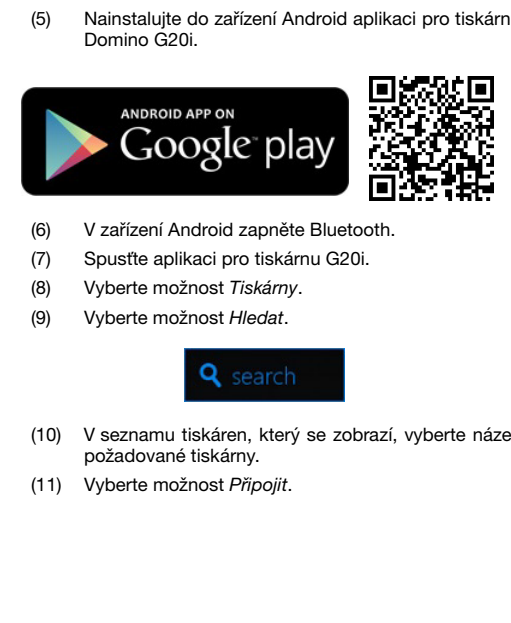 (5) Nainstalujte do zařízení Android aplikaci pro tiskárn
Domino G20i.
ANDROID APP ON
Google play
(6) V zařízení Android zapněte Bluetooth.
(7) Spusťte aplikaci pro tiskárnu G20i.
(8) Vyberte možnost Tiskárny.
(9) Vyberte možnost Hledat.
search
(10) V seznamu tiskáren, který se zobrazí, vyberte náze
požadované tiskárny.
(11) Vyberte možnost Připojit.